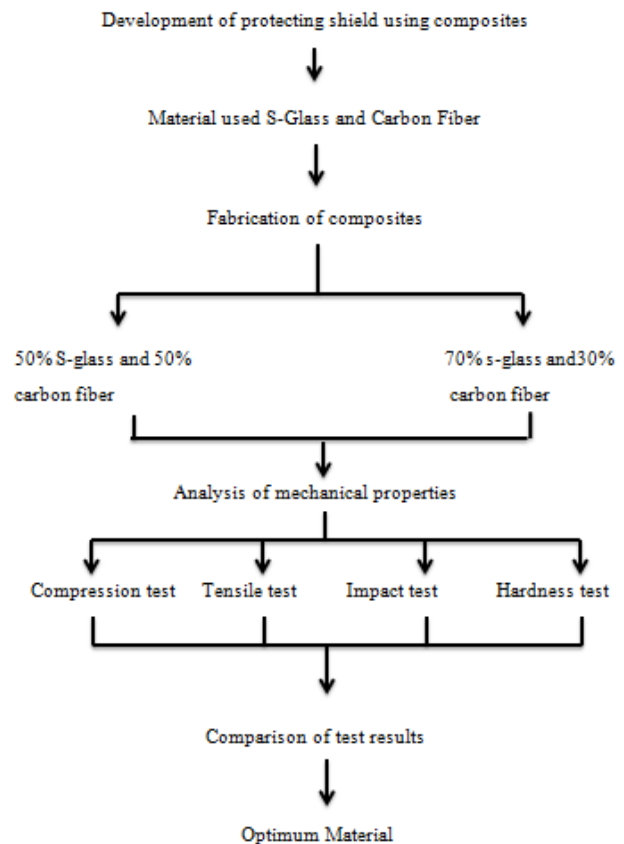 Development of protecting shield using composites
Material used S-Glass and Carbon Fiber
Fabrication of composites
50% S-glass and 50%
carbon fiber
70% s-glass and30%
carbon fiber
Analysis of mechanical properties
Compression test
Tensile test
Impact test
Hardness test
Comparison of test results
Optimum Material